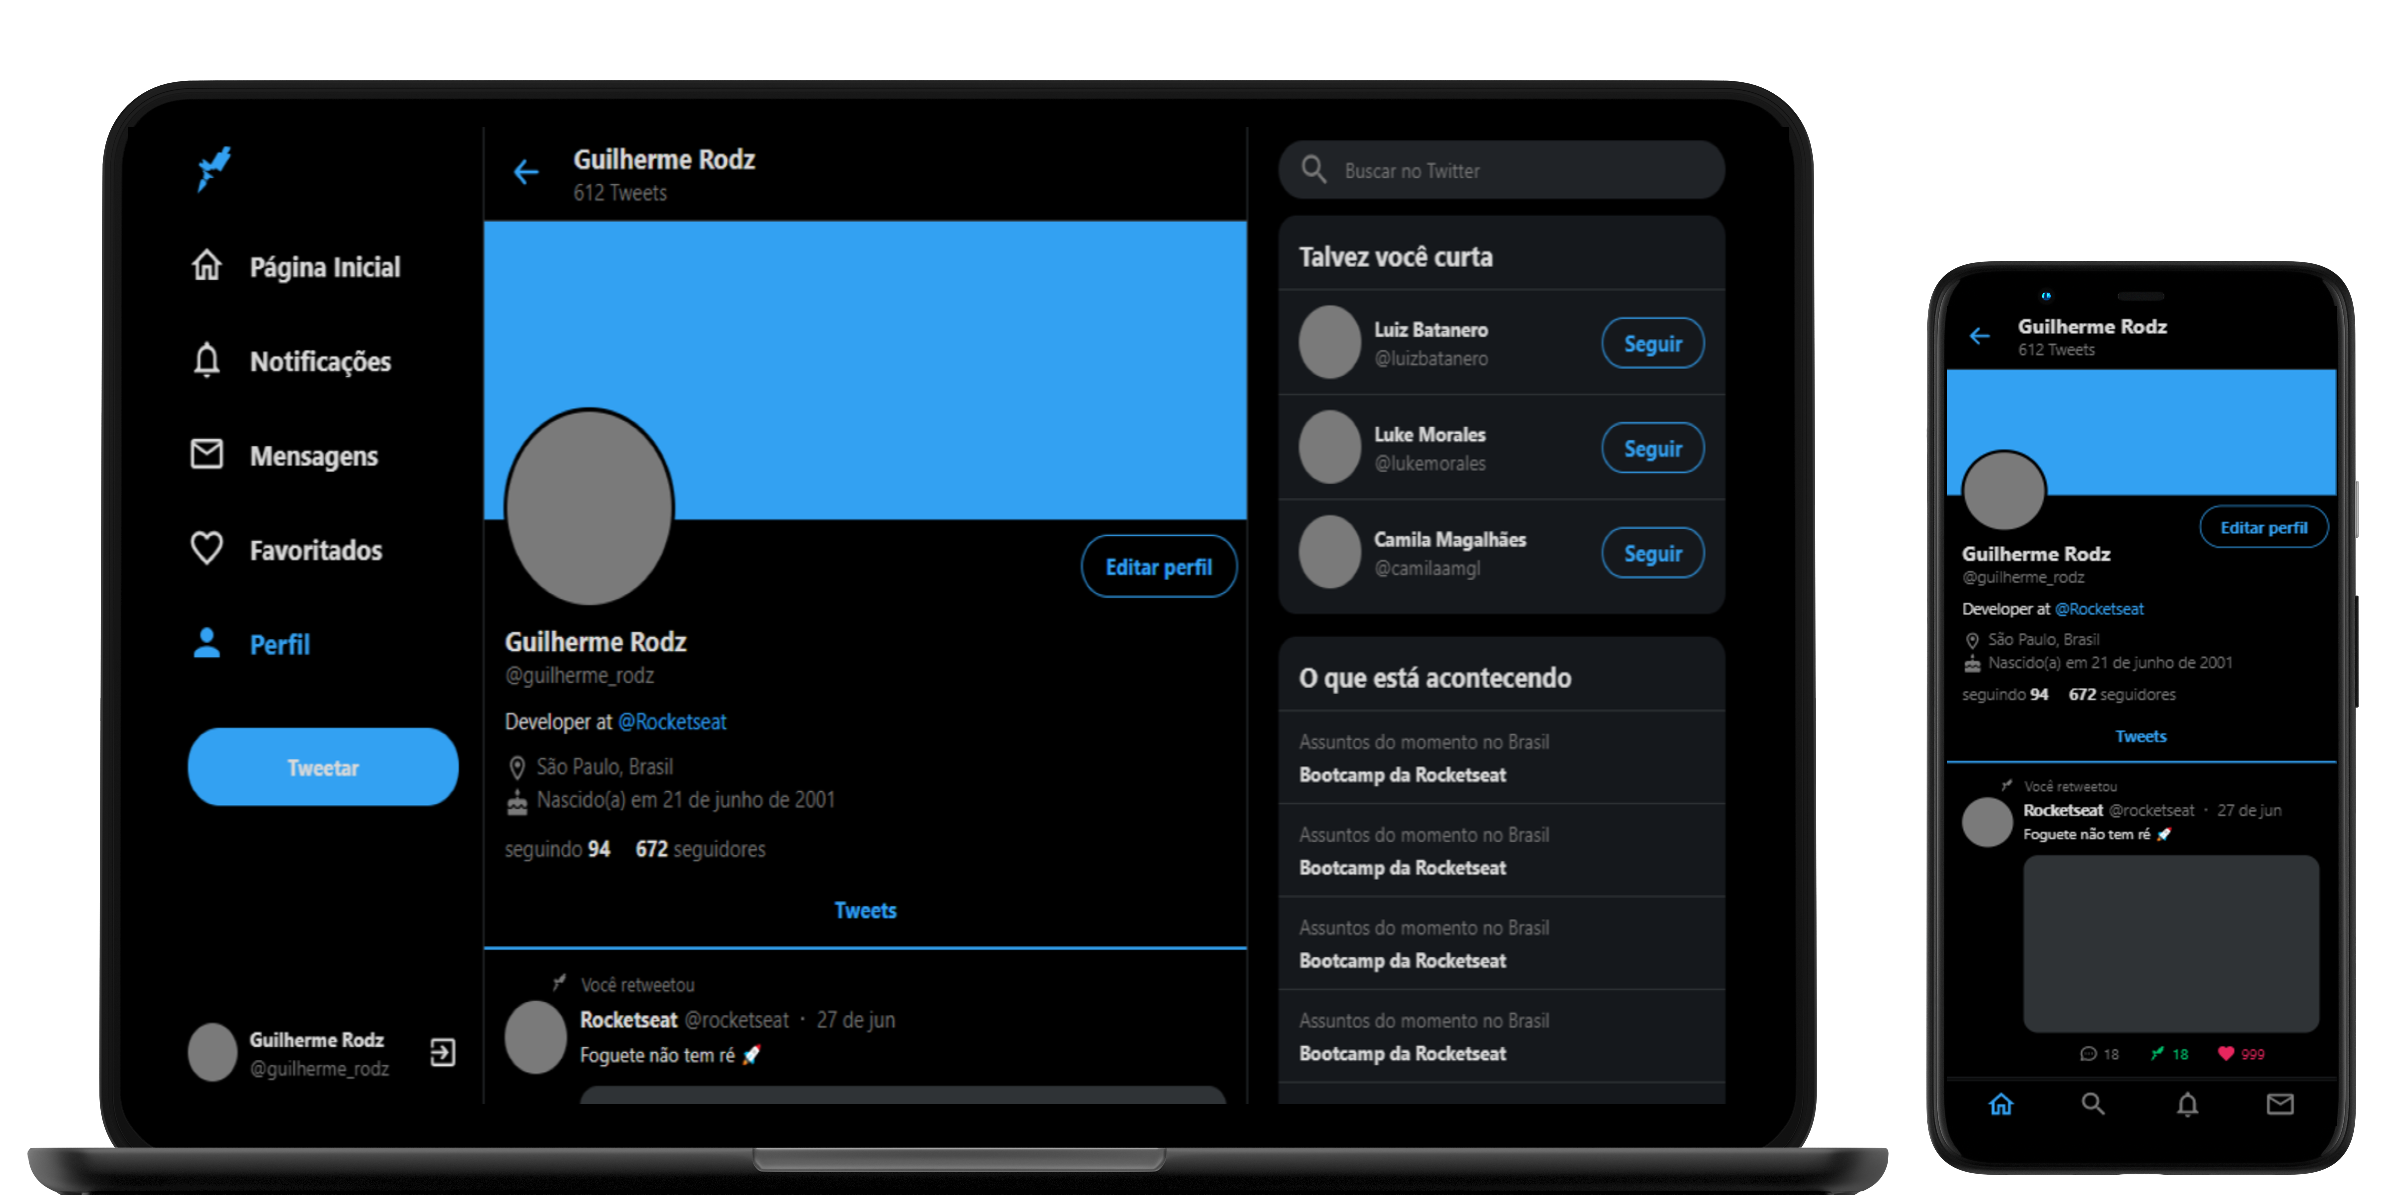 Guilherme Rodz
612 Tweets
Página Inicial
Notificações
Mensagens
Favoritados
Perfil
Tweetar
Guilherme Rodz
@guilherme_rodz
Editar perfil
Guilherme Rodz
@guilherme_rodz
Developer at @Rocketseat
São Paulo, Brasil
Nascido(a) em 21 de junho de 2001
seguindo 94 672 seguidores
Tweets
Você retweetou
Rocketseat @rocketseat · 27 de jun
Foguete não tem ré 🚀
Buscar no Twitter
Talvez você curta
Luiz Batanero
@luizbatanero
Seguir
Luke Morales
@lukemorales
Seguir
Camila Magalhães
@camilaamgl
Seguir
O que está acontecendo
Assuntos do momento no Brasil
Bootcamp da Rocketseat
Assuntos do momento no Brasil
Bootcamp da Rocketseat
Assuntos do momento no Brasil
Bootcamp da Rocketseat
Assuntos do momento no Brasil
Bootcamp da Rocketseat
Guilherme Rodz
612 Tweets
Editar perfil
Guilherme Rodz
@guilherme_rodz
Developer at @Rocketseat
São Paulo, Brasil
Nascido(a) em 21 de junho de 2001
seguindo 94 672 seguidores
Tweets
Você retweetou
Rocketseat @rocketseat · 27 de jun
Foguete não tem ré 🚀
18 18 999